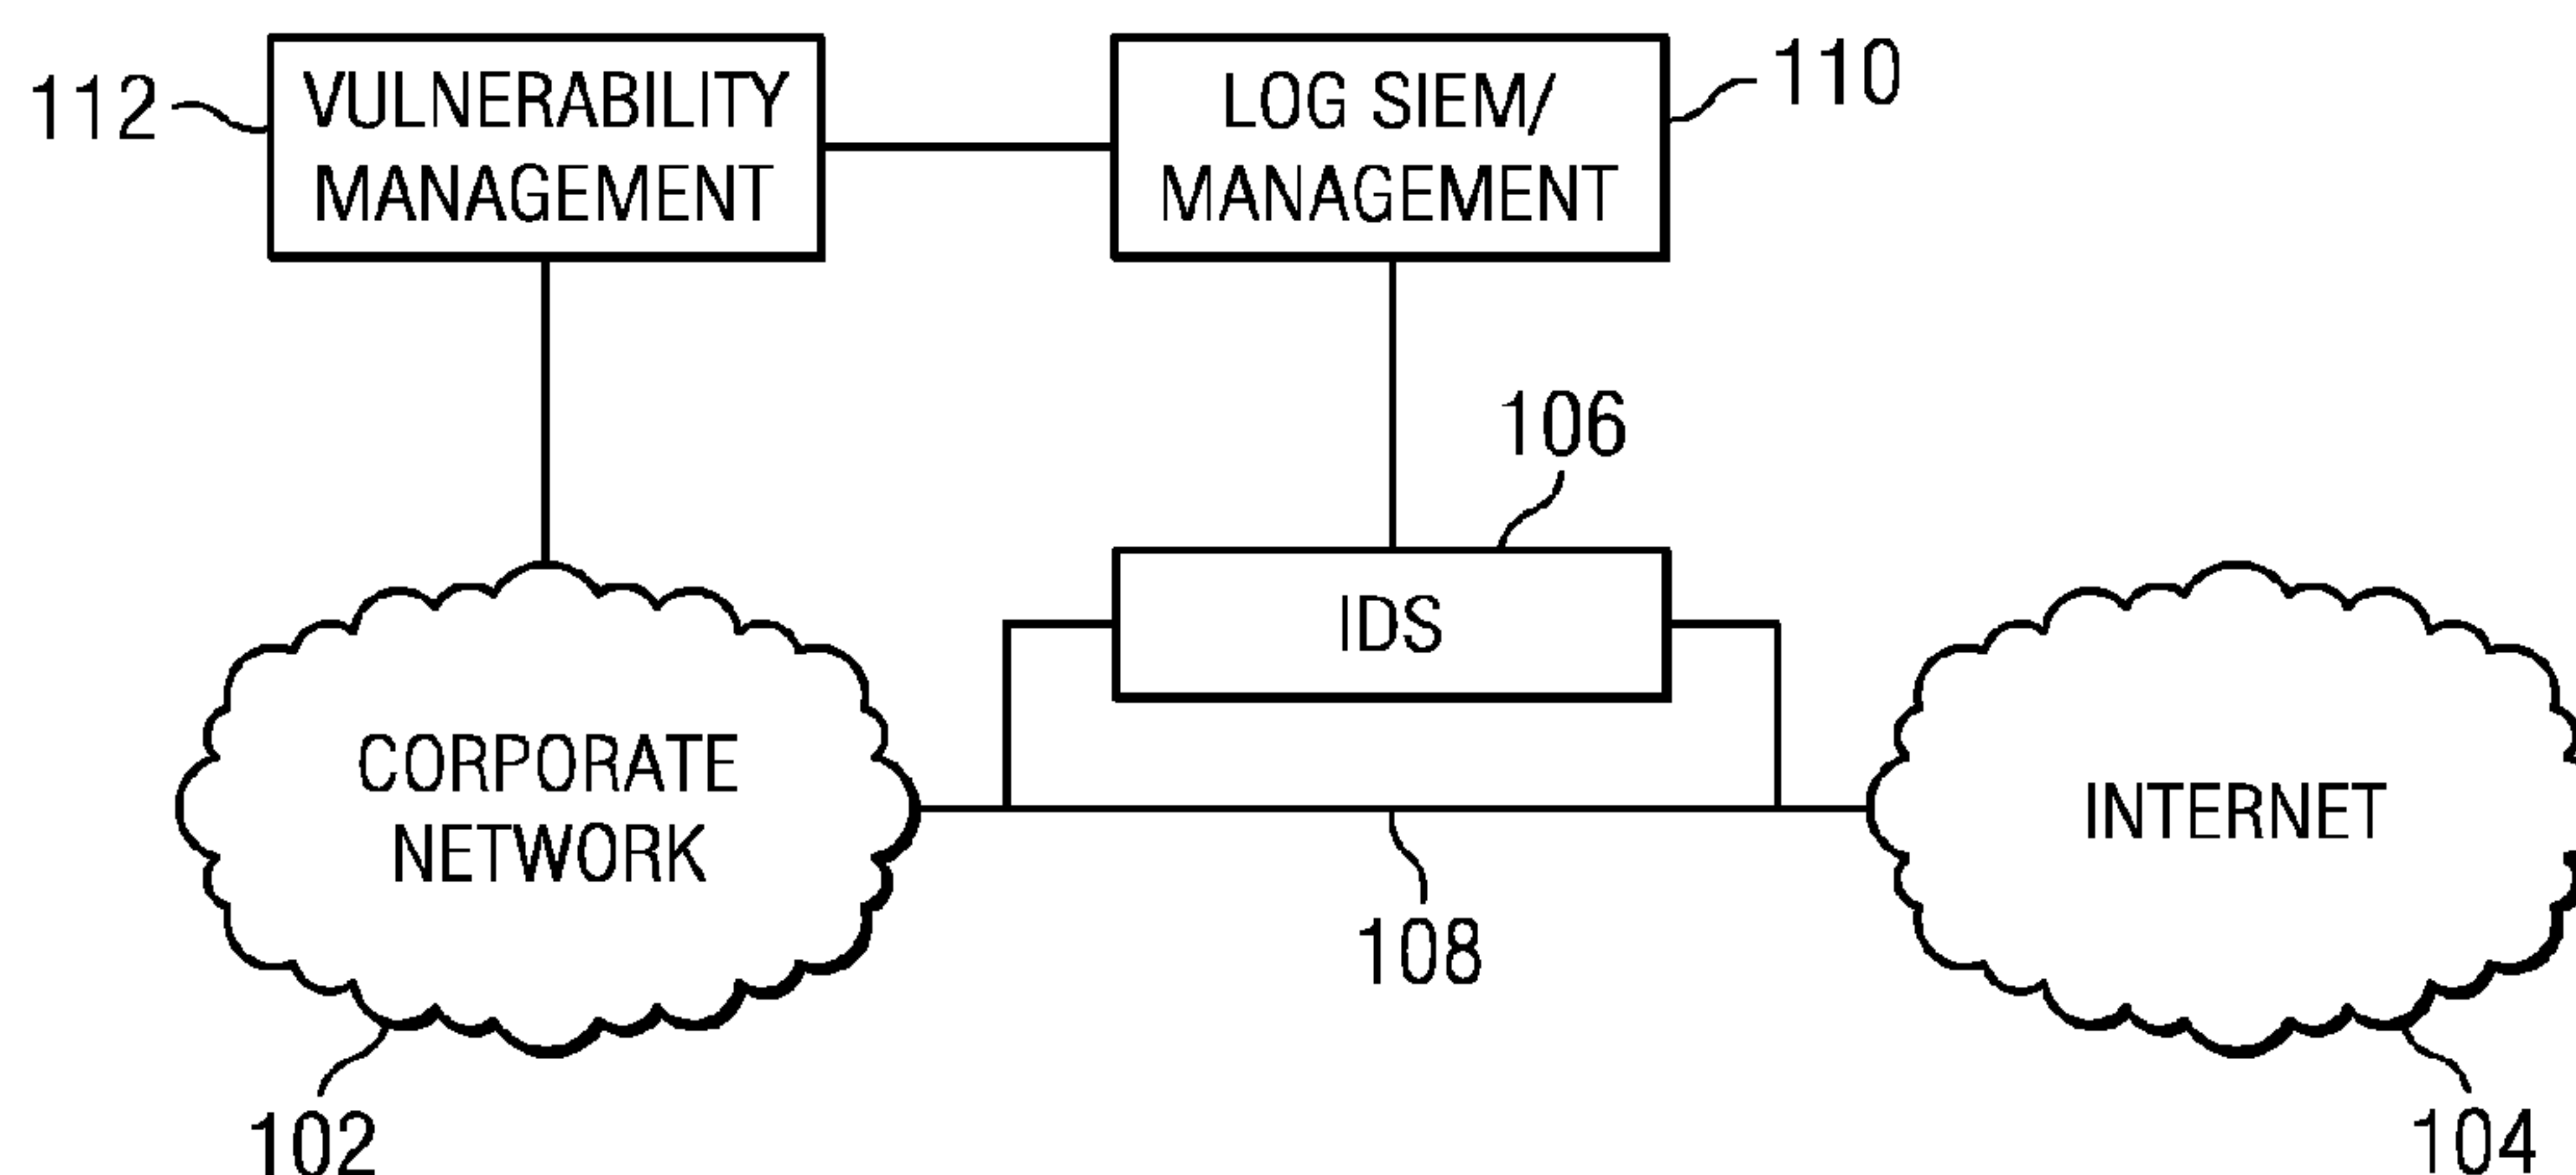 112
VULNERABILITY
MANAGEMENT
LOG SIEM/
MANAGEMENT
110
106
IDS
CORPORATE
NETWORK
INTERNET
108
102
104